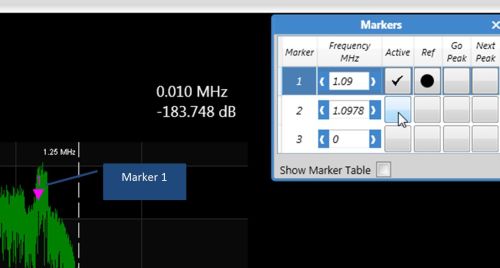 Markers
Marker Frequency MHz Active Ref Go Peak Next Peak
1 1.09
2 1.0978
3 0
Show Marker Table
0.010 MHz
-183.748 dB
1.25 MHz
Marker 1